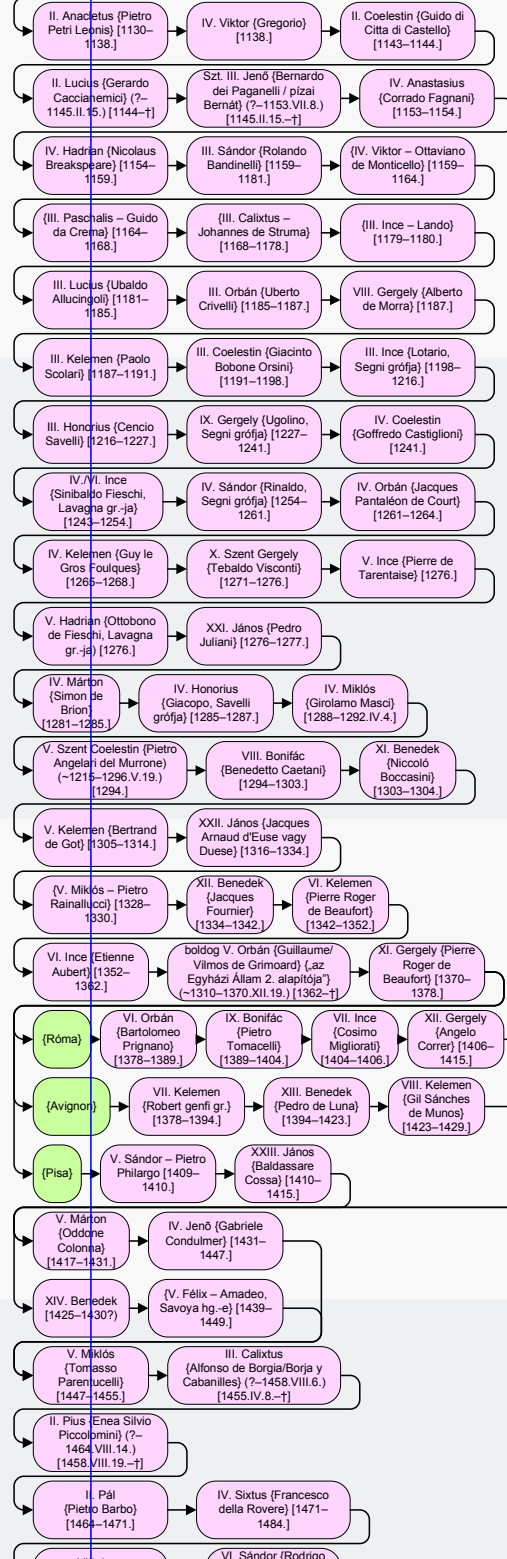 II. Anacletus {Pietro
Petri Leonis} [1130–
1138.]
IV. Viktor {Gregorio}
[1138.]
II. Coelestin {Guido di
Citta di Castello}
[1143–1144.]
II. Lucius {Gerardo
Caccianemici} (?–
1145.II.15.) [1144–†]
Szt. III. Jenő {Bernardo
dei Paganelli / pízai
Bernát} (?–1153.VII.8.)
[1145.II.15.–†]
IV. Anastasius
{Corrado Fagnani}
[1153–1154.]
IV. Hadrian {Nicolaus
Breakspeare} [1154–
1159.]
III. Sándor {Rolando
Bandinelli} [1159–
1181.]
{IV. Viktor – Ottaviano
de Monticello} [1159–
1164.]
{III. Paschalis – Guido
da Crema} [1164–
1168.]
{III. Calixtus –
Johannes de Struma}
[1168–1178.]
{III. Ince – Lando}
[1179–1180.]
III. Lucius {Ubaldo
Allucingoli} [1181–
1185.]
III. Orbán {Uberto
Crivelli} [1185–1187.]
VIII. Gergely {Alberto
de Morra} [1187.]
III. Kelemen {Paolo
Scolari} [1187–1191.]
III. Coelestin {Giacinto
Bobone Orsini}
[1191–1198.]
III. Ince {Lotario,
Segni grófja} [1198–
1216.]
III. Honorius {Cencio
Savelli} [1216–1227.]
IX. Gergely {Ugolino,
Segni grófja} [1227–
1241.]
IV. Coelestin
{Goffredo Castiglioni}
[1241.]
IV./VI. Ince
{Sinibaldo Fieschi,
Lavagna gr.-ja}
[1243–1254.]
IV. Sándor {Rinaldo,
Segni grófja} [1254–
1261.]
IV. Orbán {Jacques
Pantaléon de Court}
[1261–1264.]
IV. Kelemen {Guy le
Gros Foulques}
[1265–1268.]
X. Szent Gergely
{Tebaldo Visconti}
[1271–1276.]
V. Ince {Pierre de
Tarentaise} [1276.]
V. Hadrian {Ottobono
de Fieschi, Lavagna
gr.-ja} [1276.]
XXI. János {Pedro
Juliani} [1276–1277.]
IV. Márton
{Simon de
Brion}
[1281–1285.]
IV. Honorius
{Giacopo, Savelli
grófja} [1285–1287.]
IV. Miklós
{Girolamo Masci}
[1288–1292.IV.4.]
V. Szent Coelestin {Pietro
Angelari del Murrone}
(~1215–1296.V.19.)
[1294.]
VIII. Bonifác
{Benedetto Caetani}
[1294–1303.]
XI. Benedek
{Niccoló
Boccasini}
[1303–1304.]
V. Kelemen {Bertrand
de Got} [1305–1314.]
XXII. János {Jacques
Arnaud d'Euse vagy
Duese} [1316–1334.]
{V. Miklós – Pietro
Rainallucci} [1328–
1330.]
XII. Benedek
{Jacques
Fournier}
[1334–1342.]
VI. Kelemen
{Pierre Roger
de Beaufort}
[1342–1352.]
VI. Ince {Etienne
Aubert} [1352–
1362.]
boldog V. Orbán {Guillaume/
Vilmos de Grimoard} {„az
Egyházi Állam 2. alapítója”}
(~1310–1370.XII.19.) [1362–†]
XI. Gergely {Pierre
Roger de
Beaufort} [1370–
1378.]
{Róma}
VI. Orbán
{Bartolomeo
Prignano}
[1378–1389.]
IX. Bonifác
{Pietro
Tomacelli}
[1389–1404.]
VII. Ince
{Cosimo
Migliorati}
[1404–1406.]
XII. Gergely
{Angelo
Correr} [1406–
1415.]
{Avignon}
VII. Kelemen
{Robert genfi gr.}
[1378–1394.]
XIII. Benedek
{Pedro de Luna}
[1394–1423.]
VIII. Kelemen
{Gil Sánches
de Munos}
[1423–1429.]
{Pisa}
V. Sándor – Pietro
Philargo [1409–
1410.]
XXIII. János
{Baldassare
Cossa} [1410–
1415.]
V. Márton
{Oddone
Colonna}
[1417–1431.]
IV. Jenő {Gabriele
Condulmer} [1431–
1447.]
XIV. Benedek
[1425–1430?)
{V. Félix – Amadeo,
Savoya hg.-e} [1439–
1449.]
V. Miklós
{Tomasso
Parentucelli}
[1447–1455.]
III. Calixtus
{Alfonso de Borgia/Borja y
Cabanilles} (?–1458.VIII.6.)
[1455.IV.8.–†]
II. Pius {Enea Silvio
Piccolomini} (?–
1464.VIII.14.)
[1458.VIII.19.–†]
II. Pál
{Pietro Barbo}
[1464–1471.]
IV. Sixtus {Francesco
della Rovere} [1471–
1484.]
VI. Sándor {Rodrigo